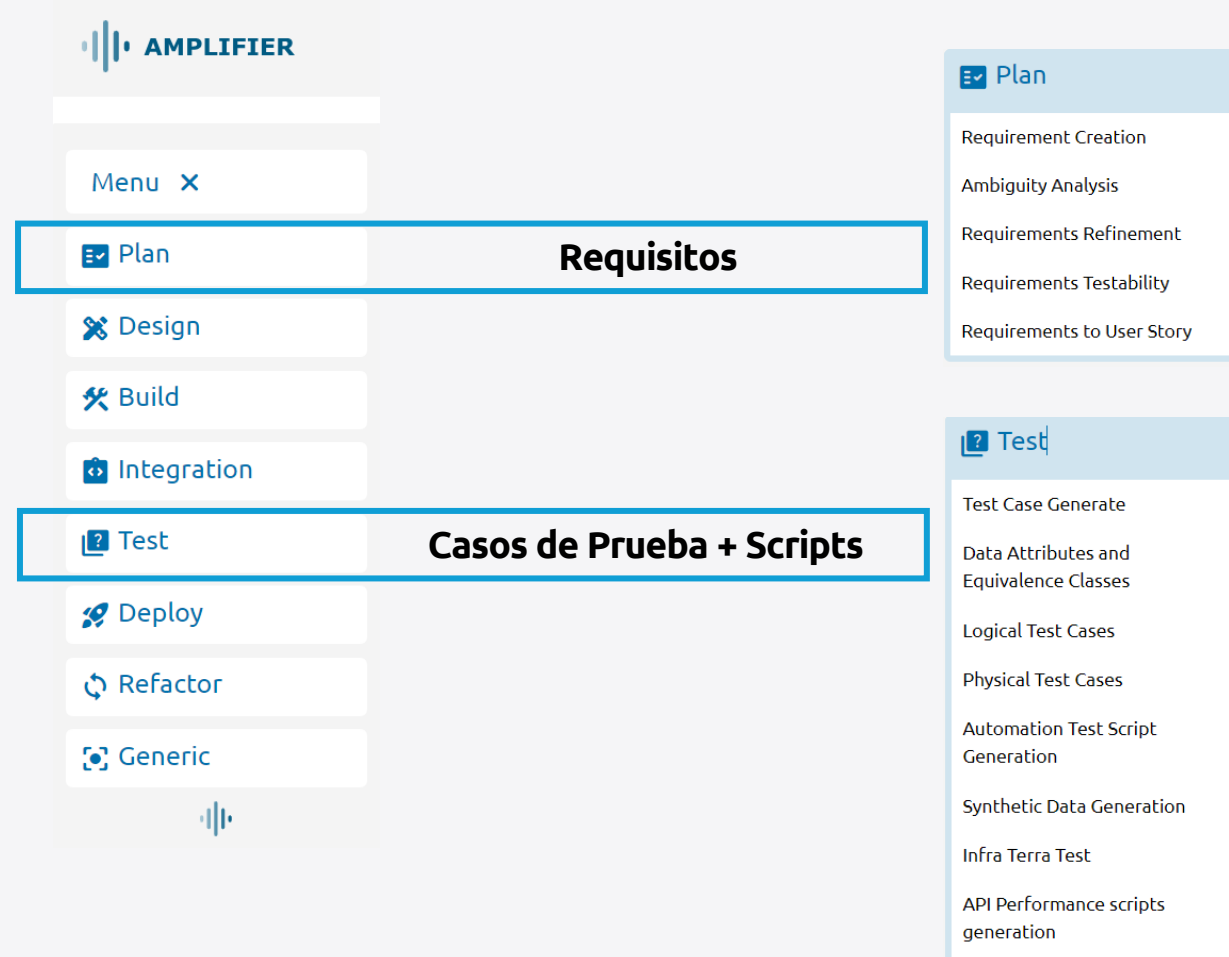 AMPLIFIER
Menu
Plan
Requisitos
Design
Build
Integration
Test
Casos de Prueba + Scripts
Deploy
Refactor
Generic
Plan
Requirement Creation
Ambiguity Analysis
Requirements Refinement
Requirements Testability
Requirements to User Story
Test
Test Case Generate
Data Attributes and
Equivalence Classes
Logical Test Cases
Physical Test Cases
Automation Test Script
Generation
Synthetic Data Generation
Infra Terra Test
API Performance scripts
generation